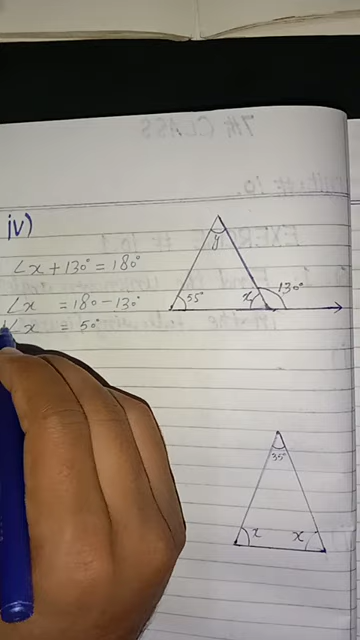 iv)
∠x + 130° = 180°
∠x = 180 - 130°
∠x = 50°
y
55°
x
130°
35°
x
x